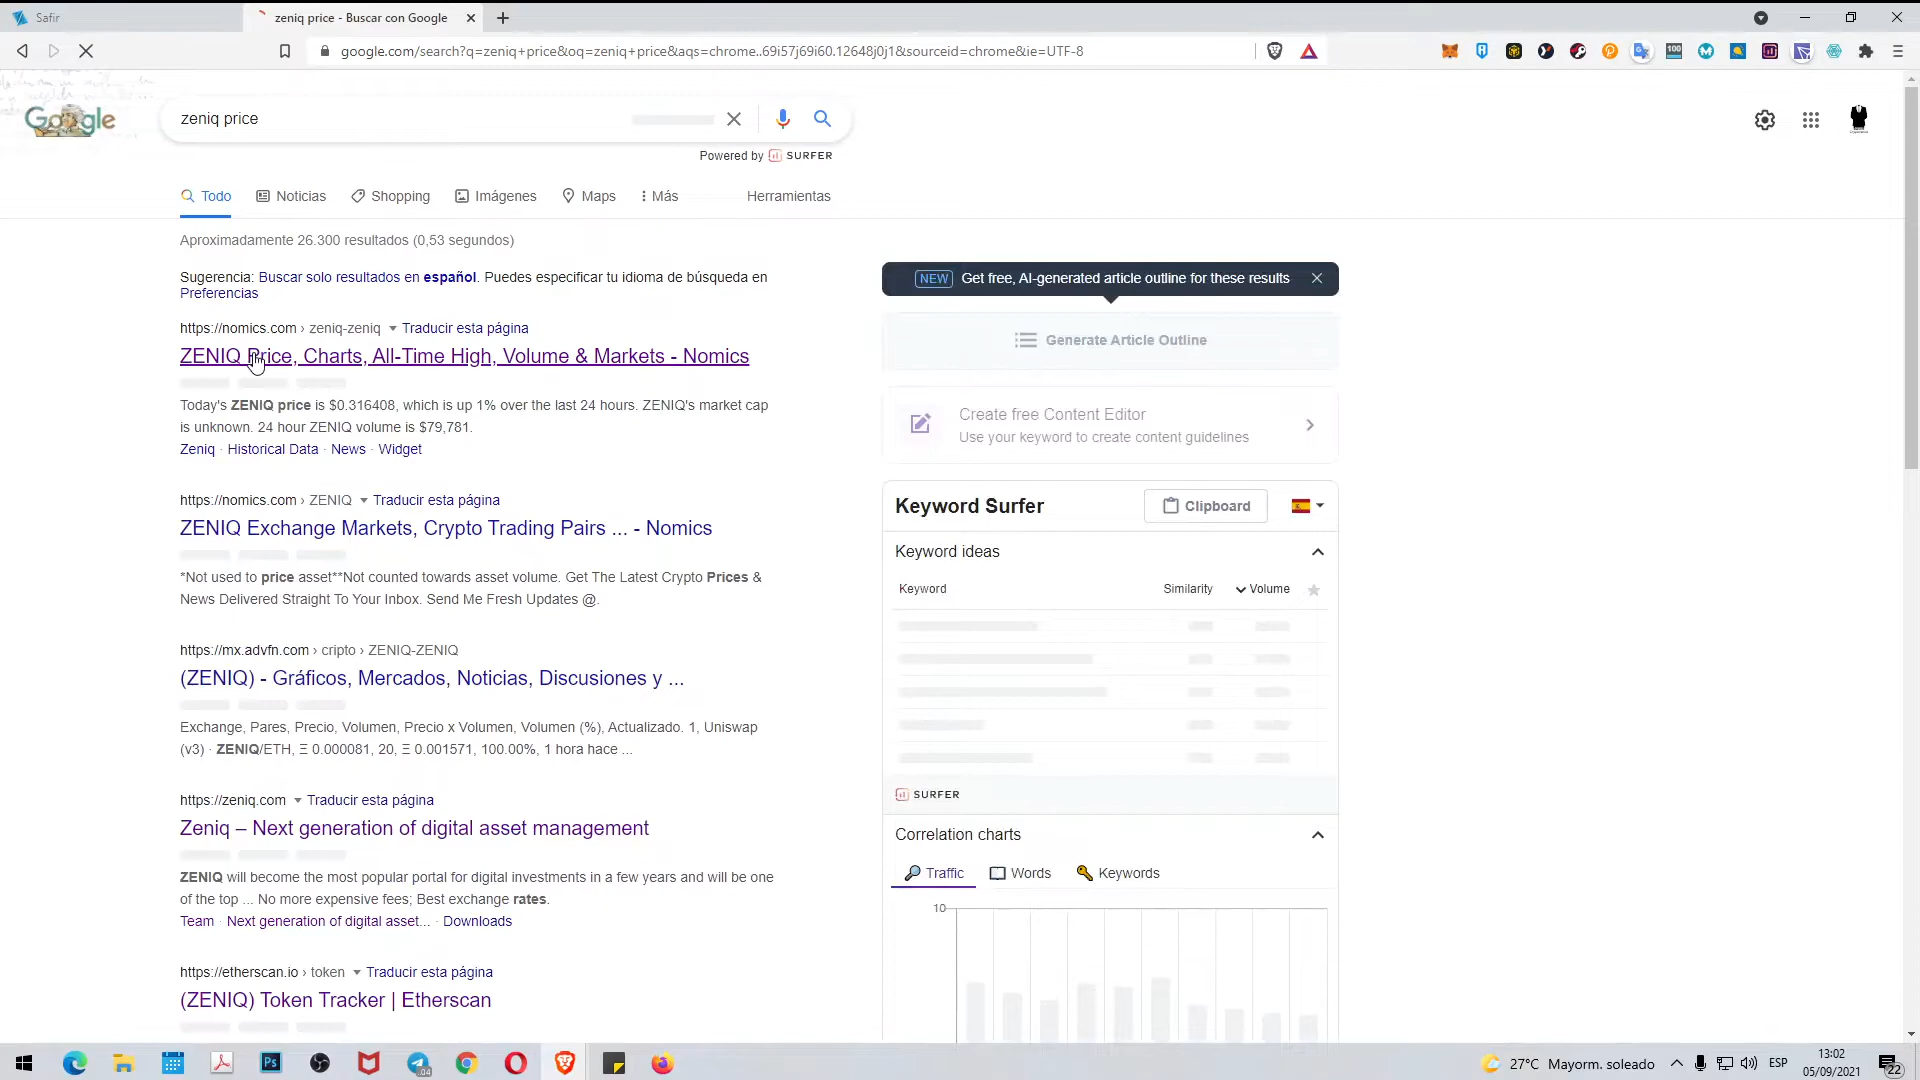 Safir
zeniq price - Buscar con Google
google.com/search?q=zeniq+price&oq=zeniq+price&aqs=chrome..69i57j69i60.12648j0j1&sourceid=chrome&ie=UTF-8
100
Google
zeniq price
Powered by SURFER
Todo
Noticias
Shopping
Imágenes
Maps
Más
Herramientas
Aproximadamente 26.300 resultados (0,53 segundos)
Sugerencia: Buscar solo resultados en español. Puedes especificar tu idioma de búsqueda en
Preferencias
https://nomics.com › zeniq-zeniq Traducir esta página
ZENIQ Price, Charts, All-Time High, Volume & Markets - Nomics
Today's ZENIQ price is $0.316408, which is up 1% over the last 24 hours. ZENIQ's market cap
is unknown. 24 hour ZENIQ volume is $79,781.
Zeniq · Historical Data · News · Widget
https://nomics.com › ZENIQ Traducir esta página
ZENIQ Exchange Markets, Crypto Trading Pairs ... - Nomics
*Not used to price asset**Not counted towards asset volume. Get The Latest Crypto Prices &
News Delivered Straight To Your Inbox. Send Me Fresh Updates @.
https://mx.advfn.com › cripto › ZENIQ-ZENIQ
(ZENIQ) - Gráficos, Mercados, Noticias, Discusiones y ...
Exchange, Pares, Precio, Volumen, Precio x Volumen, Volumen (%), Actualizado. 1, Uniswap
(v3) · ZENIQ/ETH, Ξ 0.000081, 20, Ξ 0.001571, 100.00%, 1 hora hace ...
https://zeniq.com Traducir esta página
Zeniq – Next generation of digital asset management
ZENIQ will become the most popular portal for digital investments in a few years and will be one
of the top ... No more expensive fees; Best exchange rates.
Team · Next generation of digital asset... · Downloads
https://etherscan.io › token Traducir esta página
(ZENIQ) Token Tracker | Etherscan
NEW Get free, AI-generated article outline for these results
Generate Article Outline
Create free Content Editor
Use your keyword to create content guidelines
Keyword Surfer
Clipboard
Keyword ideas
Keyword Similarity Volume
SURFER
Correlation charts
Traffic Words Keywords
10
Ps
04
27°C Mayorm. soleado
ESP
13:02
05/09/2021
22